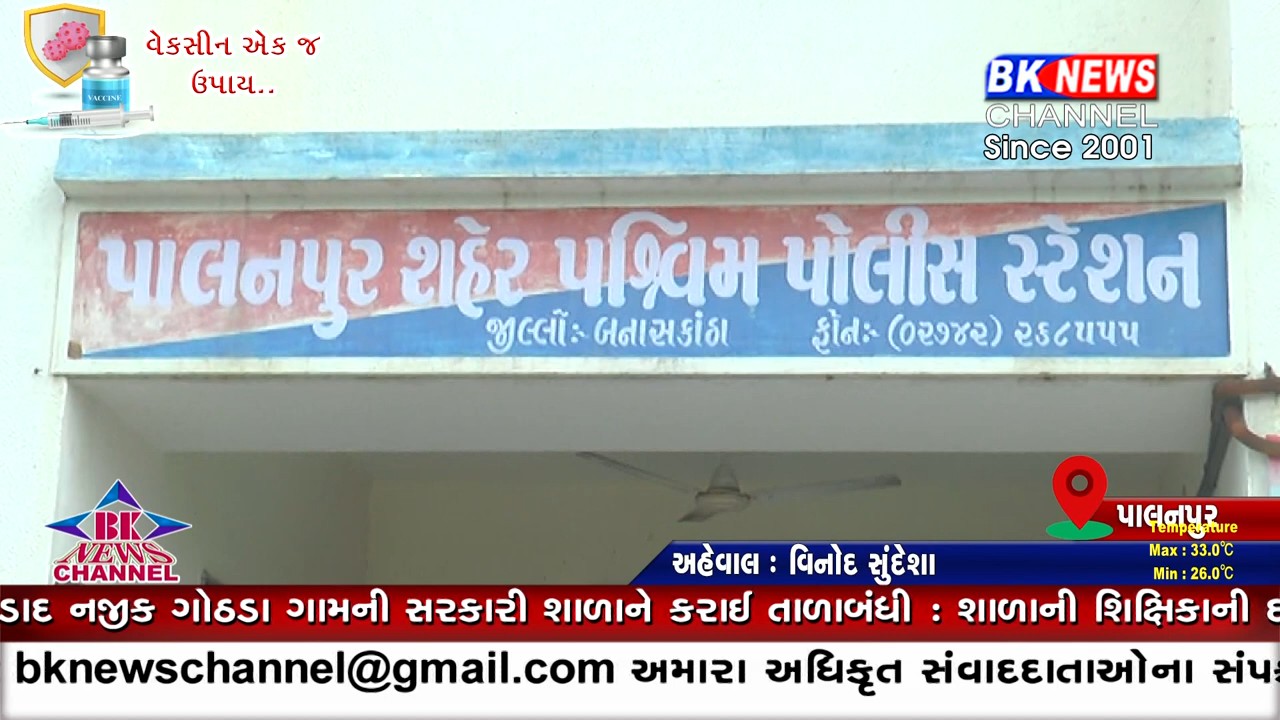 વેકસીન એક જ
ઉપાય..
VACCINE
BK NEWS
CHANNEL
Since 2001
પાલનપુર શહેર પશ્ચિમ પોલીસ સ્ટેશન
જીલ્લોઃ- બનાસકાંઠા ફોનઃ- (૦૨૭૪૨) ૨૬૮૫૫૫
પાલનપુર
Temperature
Max : 33.0℃
Min : 26.0℃
અહેવાલ : વિનોદ સુંદેશા
BK
NEWS
CHANNEL
ડાદ નજીક ગોઠડા ગામની સરકારી શાળાને કરાઈ તાળાબંધી : શાળાની શિક્ષિકાની
bknewschannel@gmail.com અમારા અધિકૃત સંવાદદાતાઓના